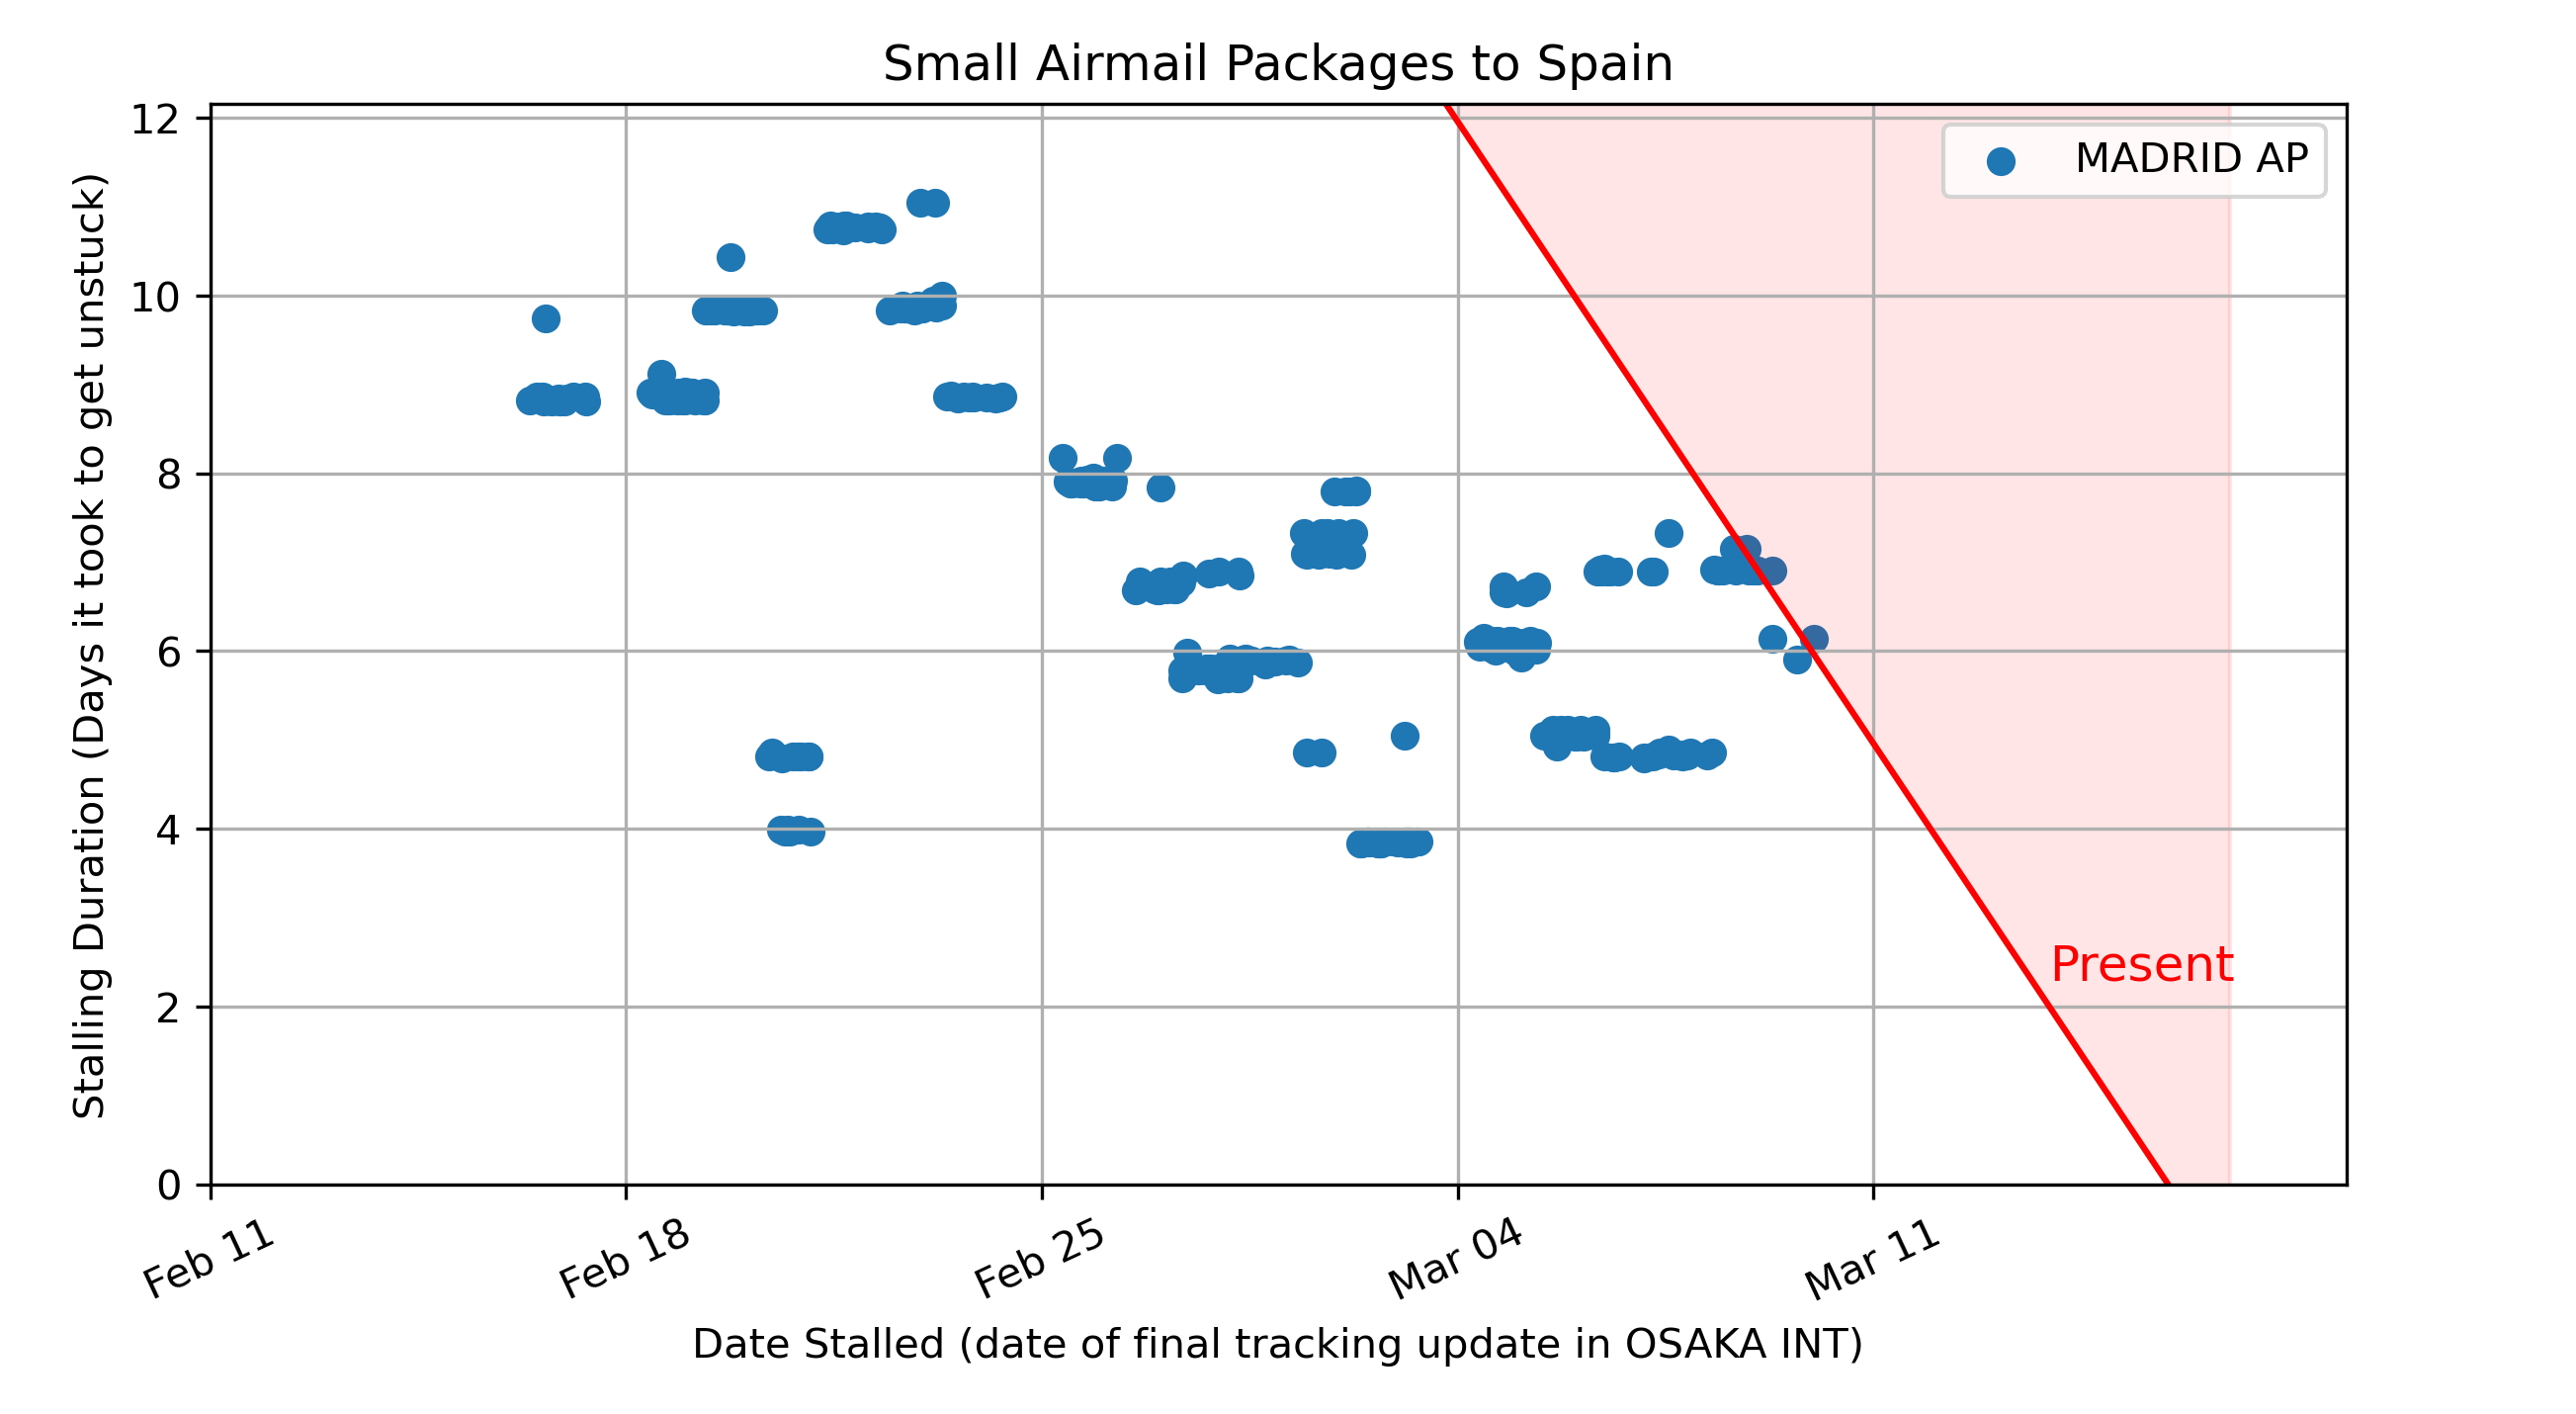 Small Airmail Packages to Spain
MADRID AP
Stalling Duration (Days it took to get unstuck)
12
10
8
6
4
2
0
Present
Feb 11
Feb 18
Feb 25
Mar 04
Mar 11
Date Stalled (date of final tracking update in OSAKA INT)